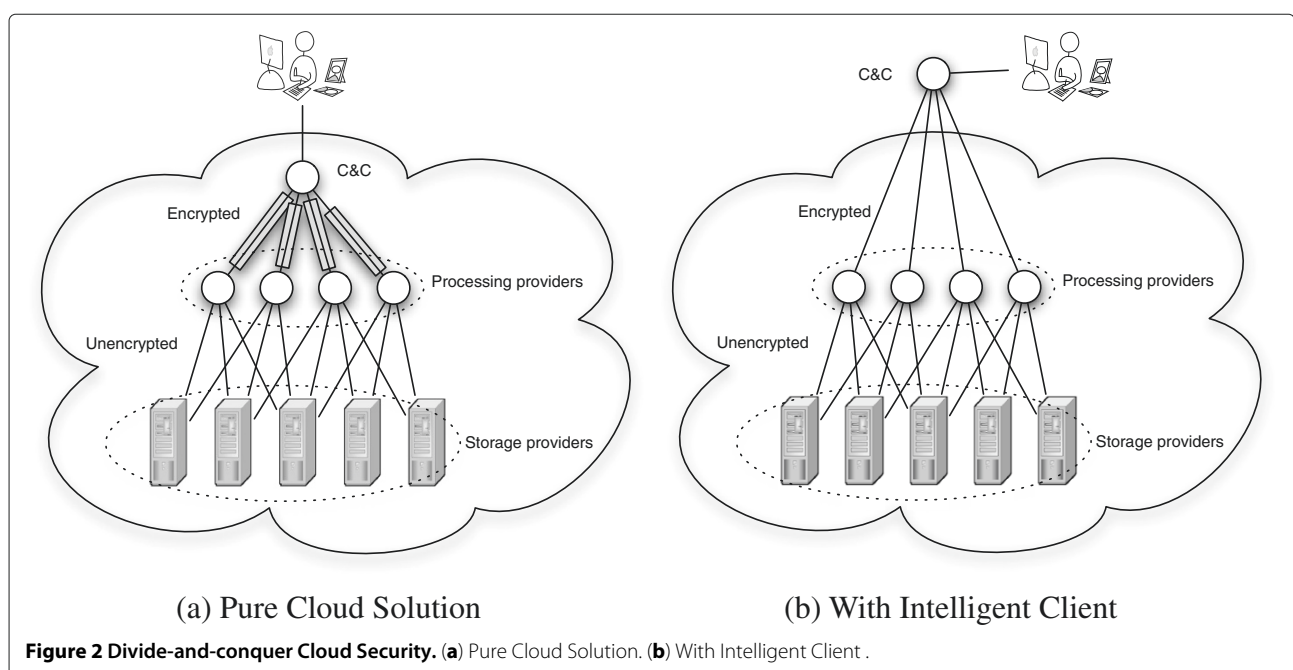 C&C
Encrypted
Processing providers
Unencrypted
Storage providers
(a) Pure Cloud Solution
C&C
Encrypted
Processing providers
Unencrypted
Storage providers
(b) With Intelligent Client
Figure 2 Divide-and-conquer Cloud Security. (a) Pure Cloud Solution. (b) With Intelligent Client .